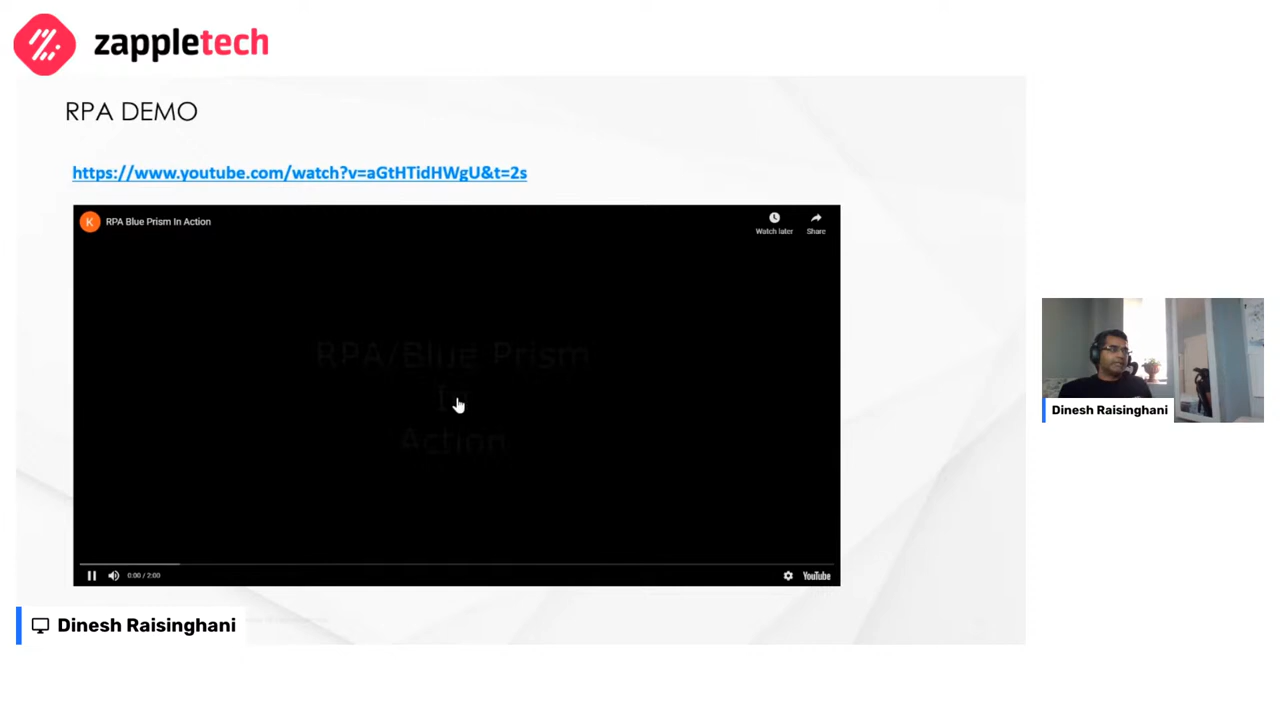 zappletech
RPA DEMO
https://www.youtube.com/watch?v=aGtHTidHWgU&t=2s
K
RPA Blue Prism In Action
Watch later
Share
RPA/Blue Prism
In
Action
0:00 / 2:00
YouTube
Dinesh Raisinghani
Dinesh Raisinghani